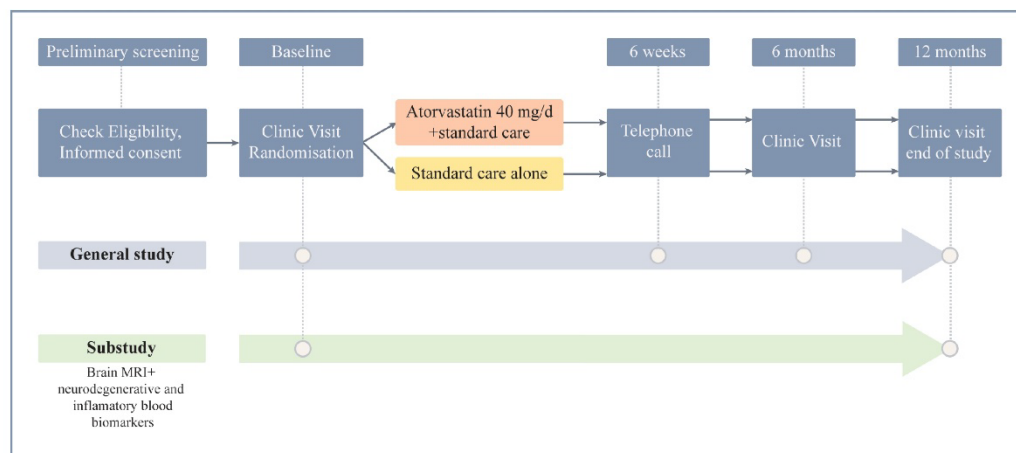 Preliminary screening
Baseline
6 weeks
6 months
12 months
Check Eligibility,
Informed consent
Clinic Visit
Randomisation
Atorvastatin 40 mg/d
+standard care
Standard care alone
Telephone
call
Clinic Visit
Clinic visit
end of study
General study
Substudy
Brain MRI+
neurodegenerative and
inflamatory blood
biomarkers